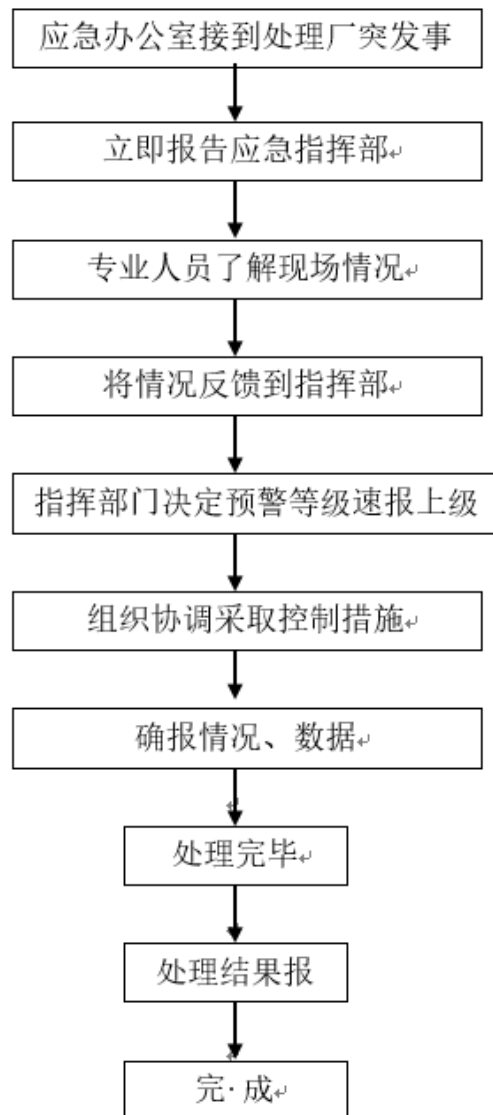 应急办公室接到处理厂突发事
立即报告应急指挥部
专业人员了解现场情况
将情况反馈到指挥部
指挥部门决定预警等级速报上级
组织协调采取控制措施
确报情况、数据
处理完毕
处理结果报
完·成